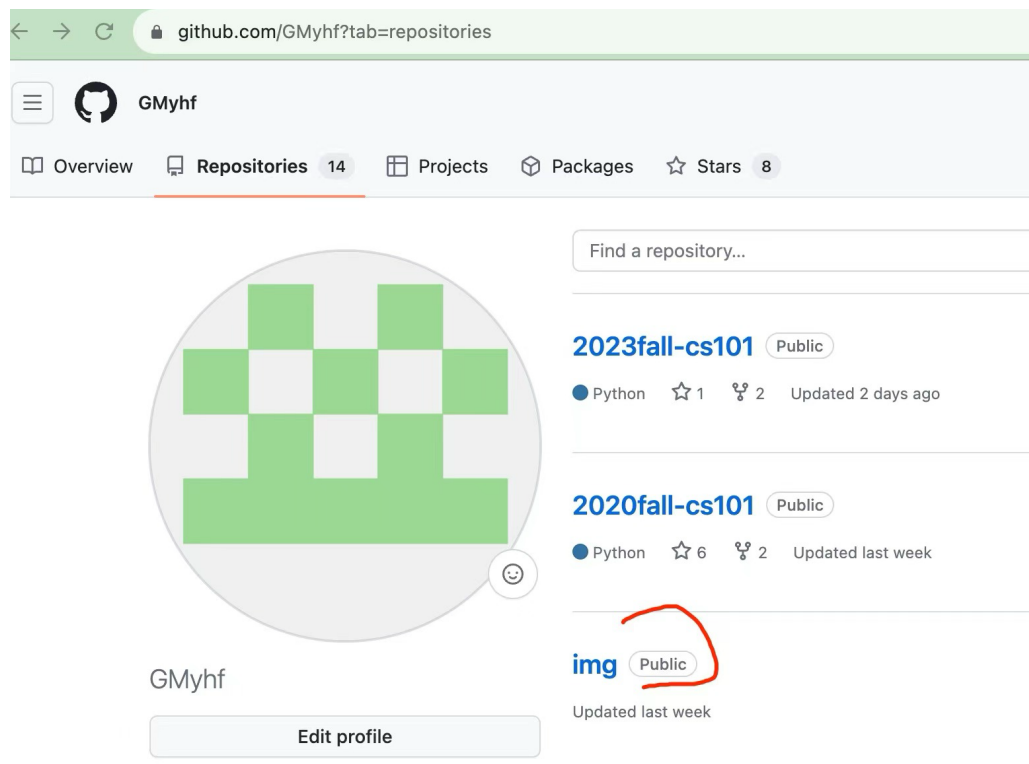 github.com/GMyhf?tab=repositories
GMyhf
Overview Repositories 14 Projects Packages Stars 8
Find a repository...
2023fall-cs101 Public
Python 1 2 Updated 2 days ago
2020fall-cs101 Public
Python 6 2 Updated last week
img Public
Updated last week
GMyhf
Edit profile